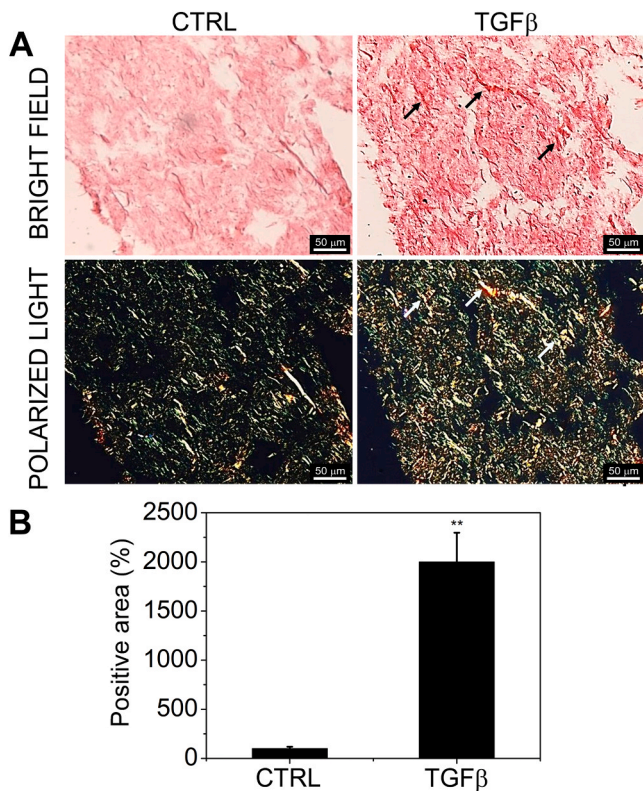 CTRL TGFβ
A
BRIGHT FIELD
50 μm 50 μm
POLARIZED LIGHT
50 μm 50 μm
B
Positive area (%)
2500
2000
1500
1000
500
0
**
CTRL TGFβ